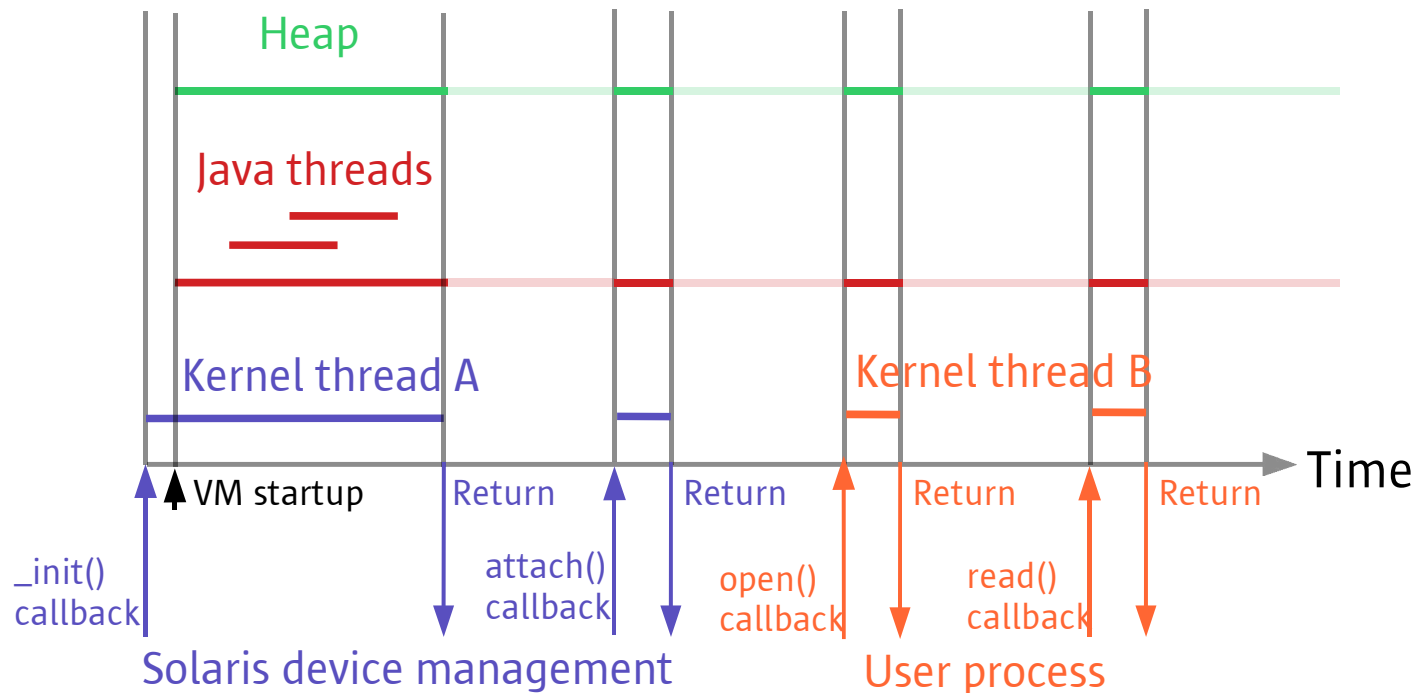 Heap
Java threads
Kernel thread A
Kernel thread B
Time
VM startup
Return
Return
Return
Return
_init()
callback
attach()
callback
open()
callback
read()
callback
Solaris device management
User process